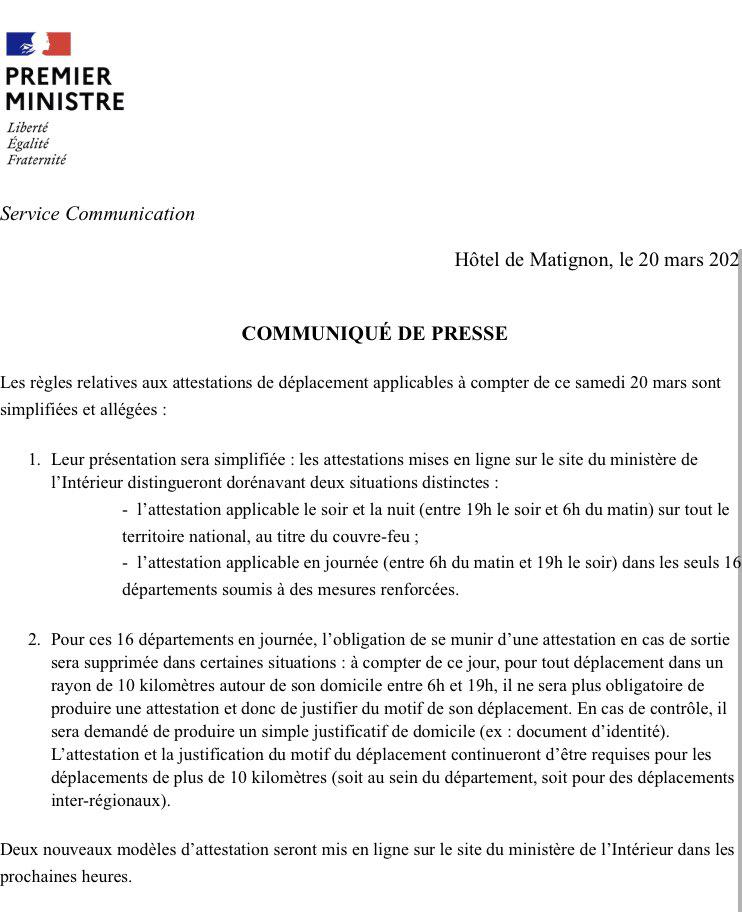 PREMIER
MINISTRE
Liberté
Égalité
Fraternité
Service Communication
Hôtel de Matignon, le 20 mars 202
COMMUNIQUÉ DE PRESSE
Les règles relatives aux attestations de déplacement applicables à compter de ce samedi 20 mars sont
simplifiées et allégées :
1. Leur présentation sera simplifiée : les attestations mises en ligne sur le site du ministère de
l’Intérieur distingueront dorénavant deux situations distinctes :
- l’attestation applicable le soir et la nuit (entre 19h le soir et 6h du matin) sur tout le
territoire national, au titre du couvre-feu ;
- l’attestation applicable en journée (entre 6h du matin et 19h le soir) dans les seuls 16
départements soumis à des mesures renforcées.
2. Pour ces 16 départements en journée, l’obligation de se munir d’une attestation en cas de sortie
sera supprimée dans certaines situations : à compter de ce jour, pour tout déplacement dans un
rayon de 10 kilomètres autour de son domicile entre 6h et 19h, il ne sera plus obligatoire de
produire une attestation et donc de justifier du motif de son déplacement. En cas de contrôle, il
sera demandé de produire un simple justificatif de domicile (ex : document d’identité).
L’attestation et la justification du motif du déplacement continueront d’être requises pour les
déplacements de plus de 10 kilomètres (soit au sein du département, soit pour des déplacements
inter-régionaux).
Deux nouveaux modèles d’attestation seront mis en ligne sur le site du ministère de l’Intérieur dans les
prochaines heures.